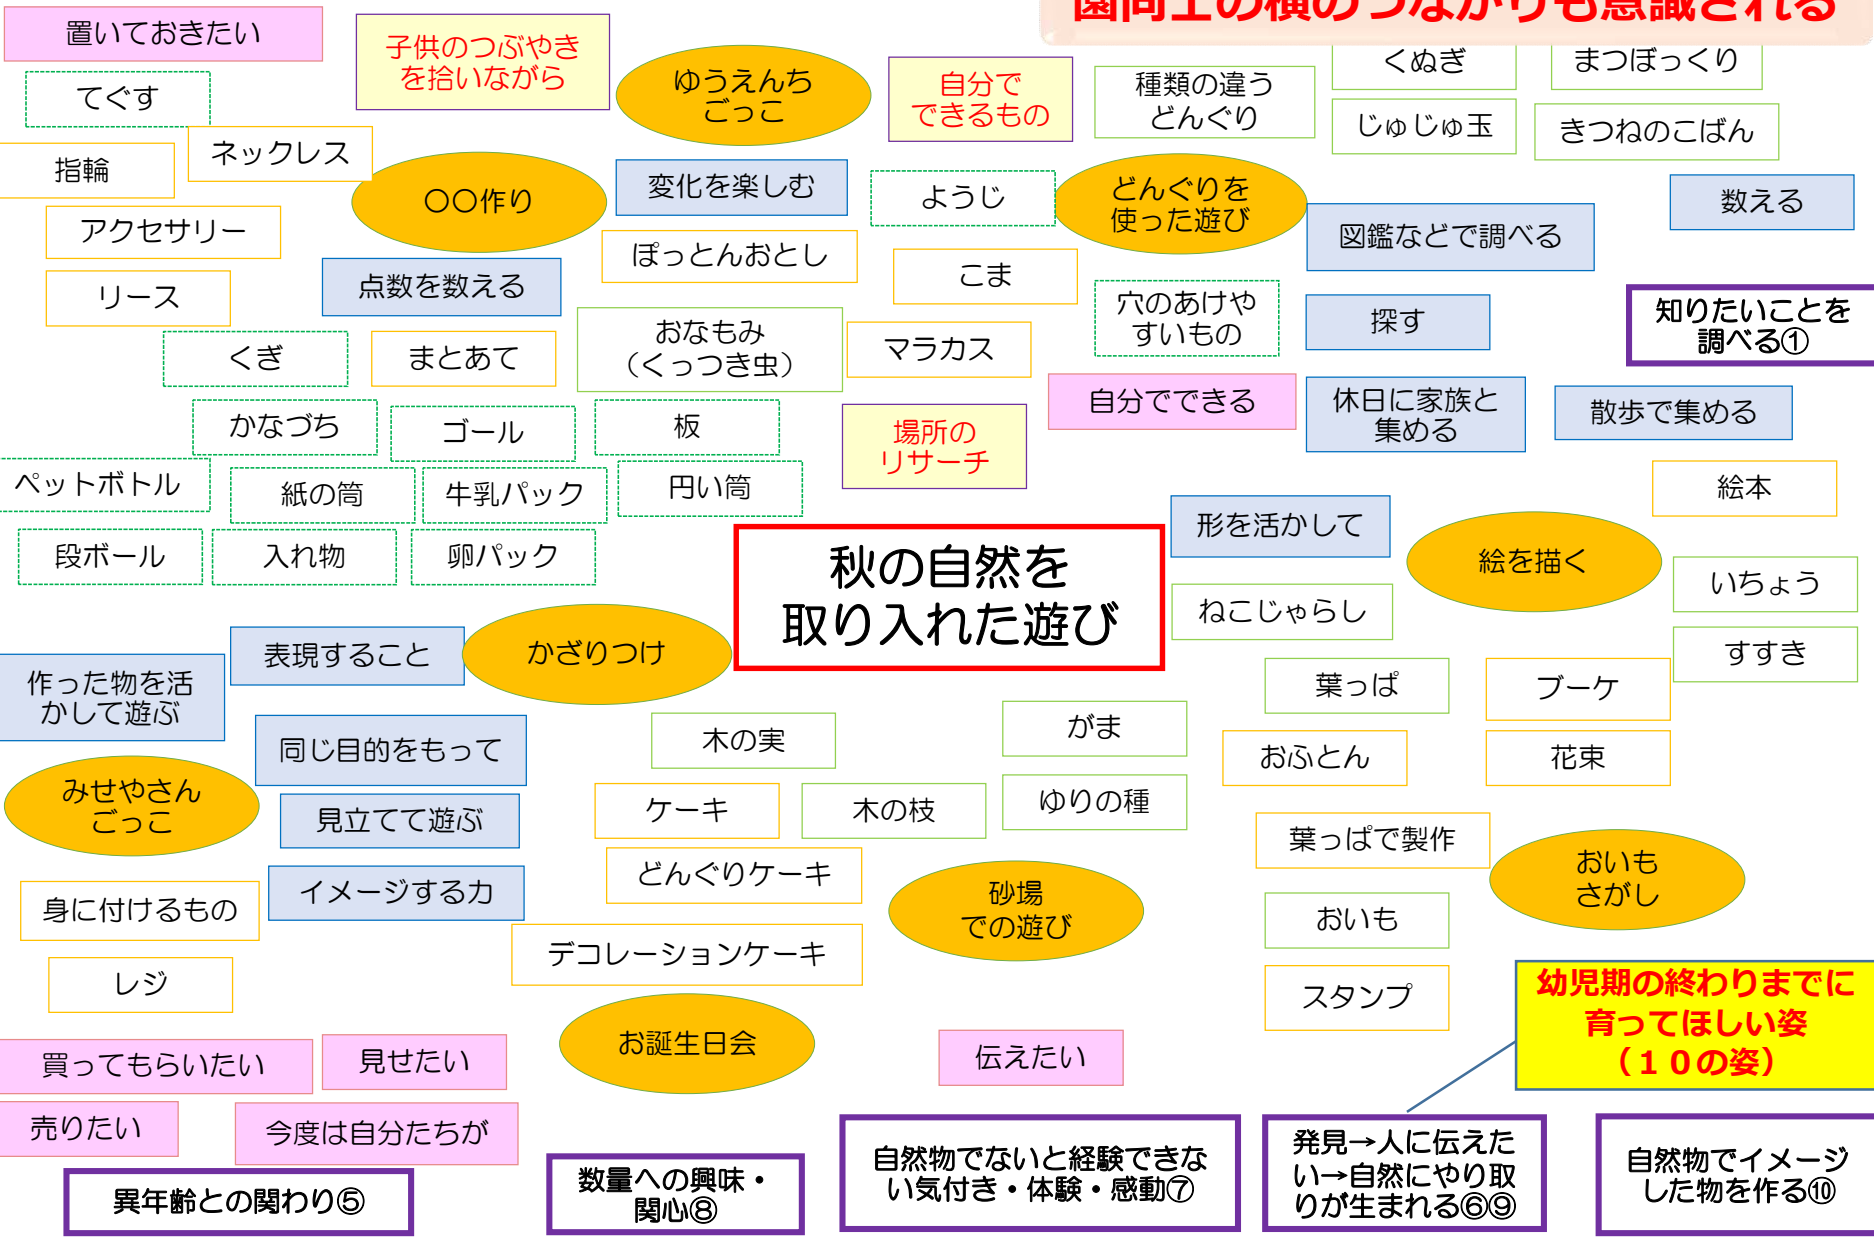 園同士の横のつながりも意識される
置いておきたい
子供のつぶやき
を拾いながら
ゆうえんち
ごっこ
自分で
できるもの
種類の違う
どんぐり
くぬぎ
まつぼっくり
てぐす
じゅじゅ玉
きつねのこばん
指輪
ネックレス
〇〇作り
変化を楽しむ
ようじ
どんぐりを
使った遊び
数える
アクセサリー
ぽっとんおとし
図鑑などで調べる
リース
点数を数える
こま
穴のあけや
すいもの
探す
知りたいことを
調べる①
くぎ
まとあて
おなもみ
（くっつき虫）
マラカス
自分でできる
休日に家族と
集める
散歩で集める
かなづち
ゴール
板
場所の
リサーチ
ペットボトル
紙の筒
牛乳パック
円い筒
絵本
段ボール
入れ物
卵パック
秋の自然を
取り入れた遊び
形を活かして
絵を描く
いちょう
ねこじゃらし
すすき
表現すること
かざりつけ
作った物を活
かして遊ぶ
葉っぱ
ブーケ
同じ目的をもって
木の実
がま
おふとん
花束
みせやさん
ごっこ
見立てて遊ぶ
ケーキ
木の枝
ゆりの種
葉っぱで製作
おいも
さがし
イメージする力
どんぐりケーキ
砂場
での遊び
身に付けるもの
おいも
デコレーションケーキ
レジ
スタンプ
幼児期の終わりまでに
育ってほしい姿
（１０の姿）
お誕生日会
買ってもらいたい
見せたい
伝えたい
売りたい
今度は自分たちが
異年齢との関わり⑤
数量への興味・
関心⑧
自然物でないと経験できな
い気付き・体験・感動⑦
発見→人に伝えた
い→自然にやり取
りが生まれる⑥⑨
自然物でイメージ
した物を作る⑩